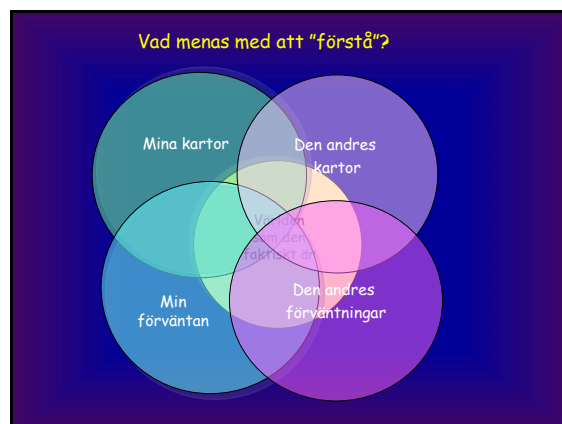 Vad menas med att ”förstå”?
Mina kartor
Den andres
kartor
Världen
som den
faktiskt är
Min
förväntan
Den andres
förväntningar